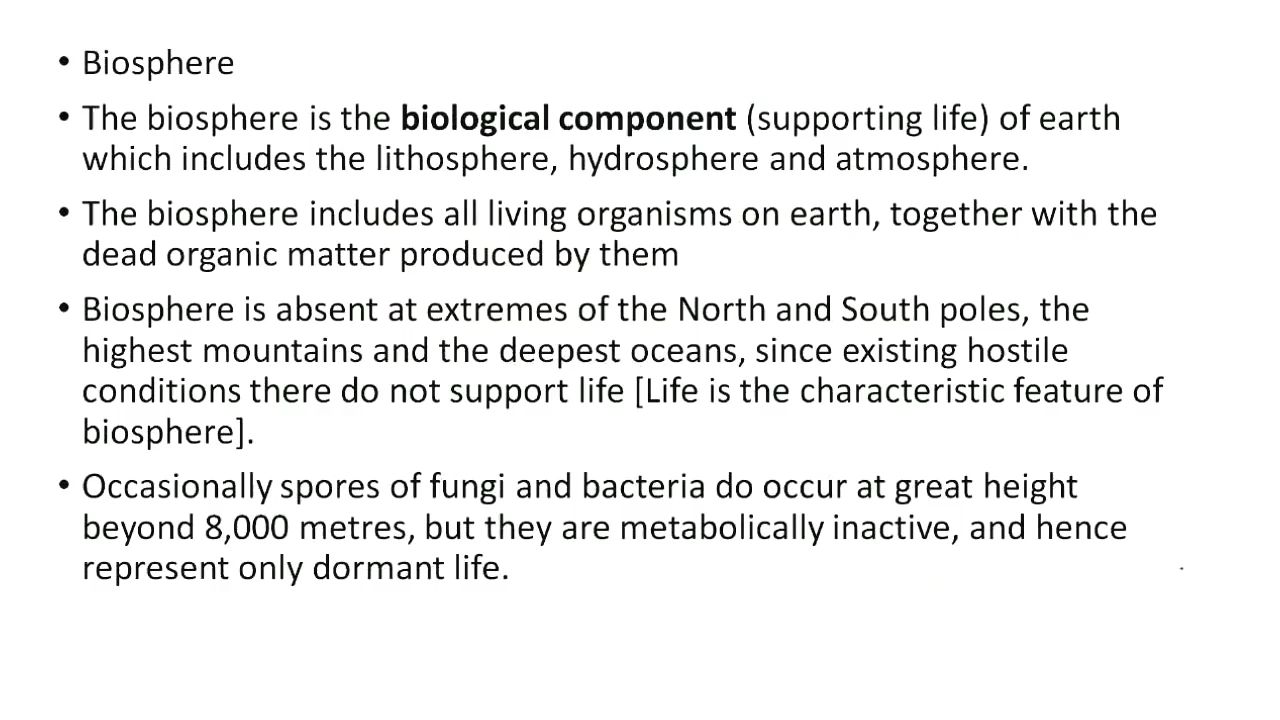 • Biosphere
• The biosphere is the biological component (supporting life) of earth
which includes the lithosphere, hydrosphere and atmosphere.
• The biosphere includes all living organisms on earth, together with the
dead organic matter produced by them
• Biosphere is absent at extremes of the North and South poles, the
highest mountains and the deepest oceans, since existing hostile
conditions there do not support life [Life is the characteristic feature of
biosphere].
• Occasionally spores of fungi and bacteria do occur at great height
beyond 8,000 metres, but they are metabolically inactive, and hence
represent only dormant life.